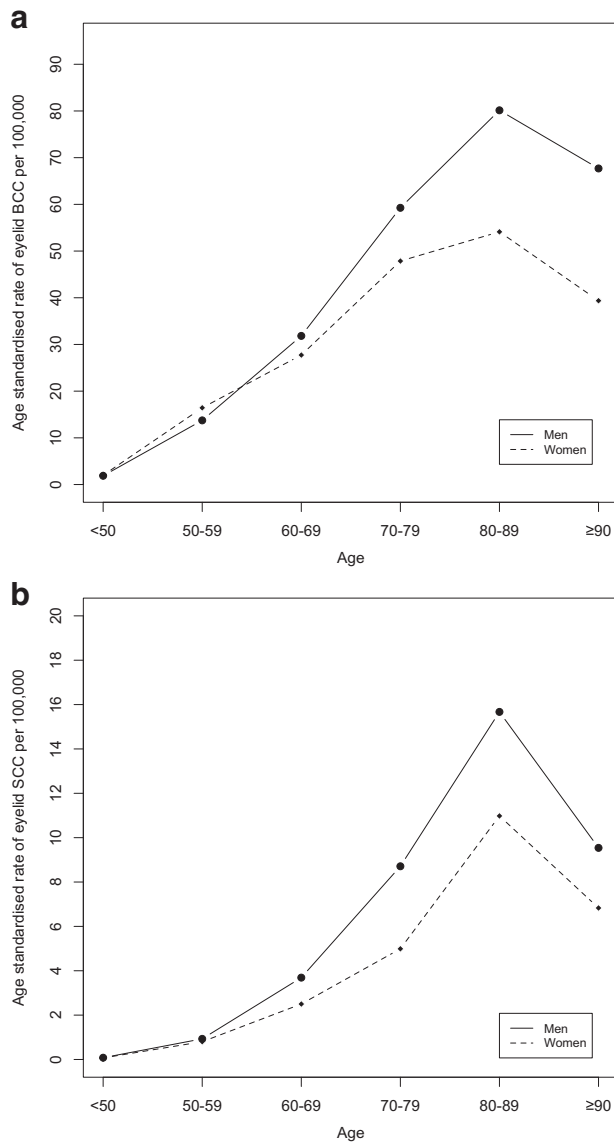 a
Age standardised rate of eyelid BCC per 100,000
90
80
70
60
50
40
30
20
10
0
Men
Women
<50 50-59 60-69 70-79 80-89 ≥90
Age
b
Age standardised rate of eyelid SCC per 100,000
20
18
16
14
12
10
8
6
4
2
0
Men
Women
<50 50-59 60-69 70-79 80-89 ≥90
Age